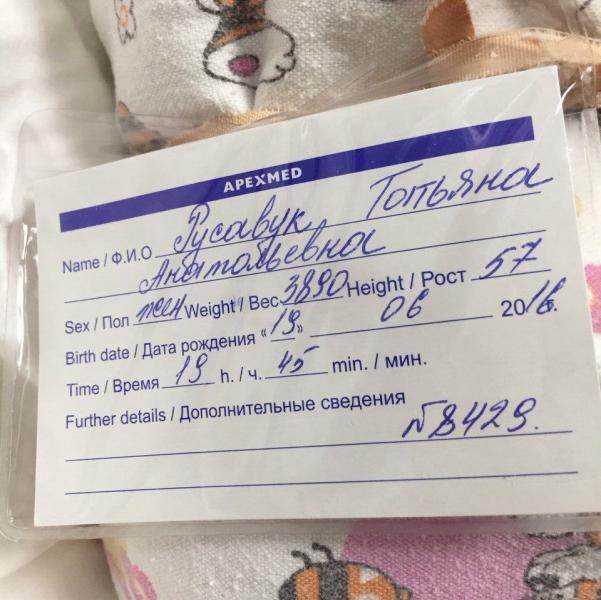 APEXMED
Name / Ф.И.О Русавук Татьяна
Анатольевна
Sex / Пол жен Weight / Вес 3890 Height / Рост 57
Birth date / Дата рождения «19» 06 2016г.
Time / Время 19 h. / ч. 45 min. / мин.
Further details / Дополнительные сведения
№8429.